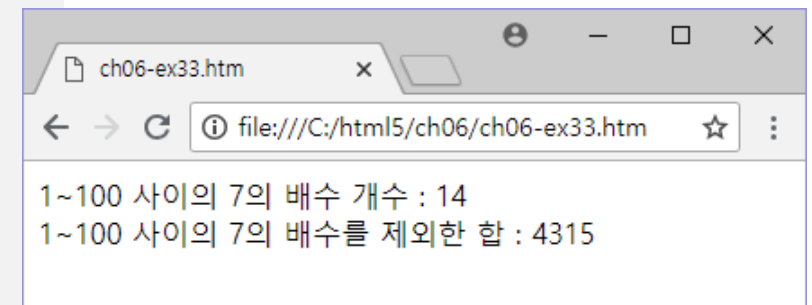 ch06-ex33.htm
file:///C:/html5/ch06/ch06-ex33.htm
1~100 사이의 7의 배수 개수 : 14
1~100 사이의 7의 배수를 제외한 합 : 4315